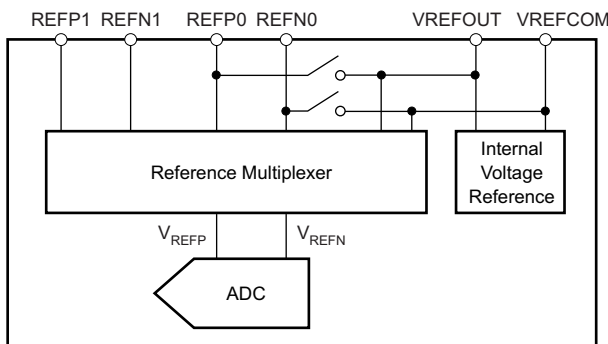 REFP1 REFN1 REFP0 REFN0 VREFOUT VREFCOM
Reference Multiplexer
Internal
Voltage
Reference
VREFP VREFN
ADC